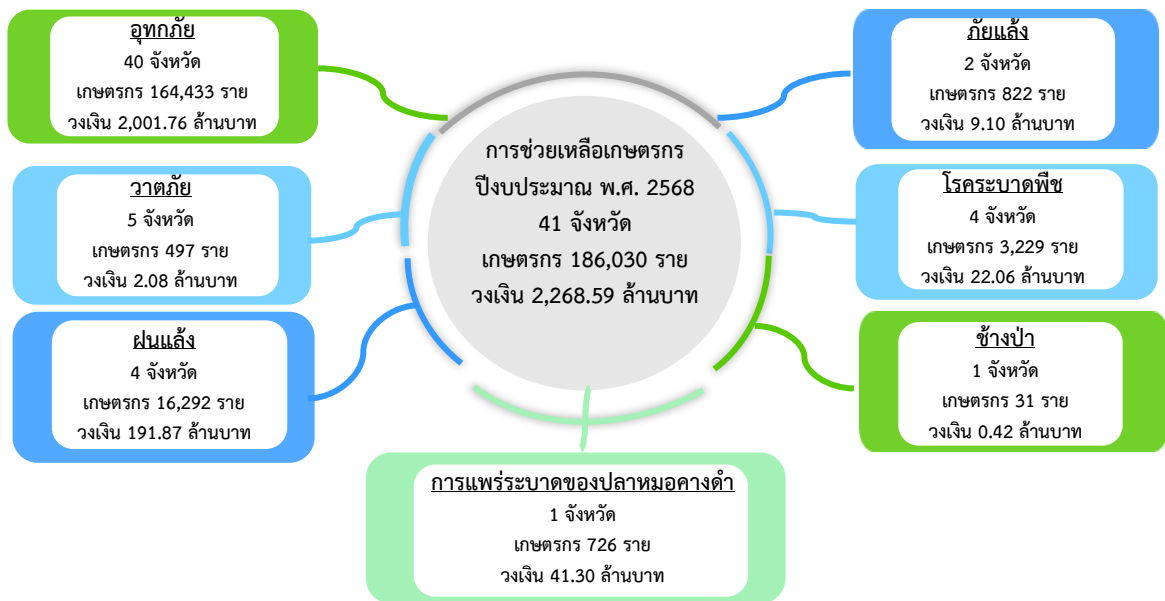 อุทกภัย
40 จังหวัด
เกษตรกร 164,433 ราย
วงเงิน 2,001.76 ล้านบาท
วาตภัย
5 จังหวัด
เกษตรกร 497 ราย
วงเงิน 2.08 ล้านบาท
ฝนแล้ง
4 จังหวัด
เกษตรกร 16,292 ราย
วงเงิน 191.87 ล้านบาท
การช่วยเหลือเกษตรกร
ปีงบประมาณ พ.ศ. 2568
41 จังหวัด
เกษตรกร 186,030 ราย
วงเงิน 2,268.59 ล้านบาท
ภัยแล้ง
2 จังหวัด
เกษตรกร 822 ราย
วงเงิน 9.10 ล้านบาท
โรคระบาดพืช
4 จังหวัด
เกษตรกร 3,229 ราย
วงเงิน 22.06 ล้านบาท
ช้างป่า
1 จังหวัด
เกษตรกร 31 ราย
วงเงิน 0.42 ล้านบาท
การแพร่ระบาดของปลาหมอคางดำ
1 จังหวัด
เกษตรกร 726 ราย
วงเงิน 41.30 ล้านบาท